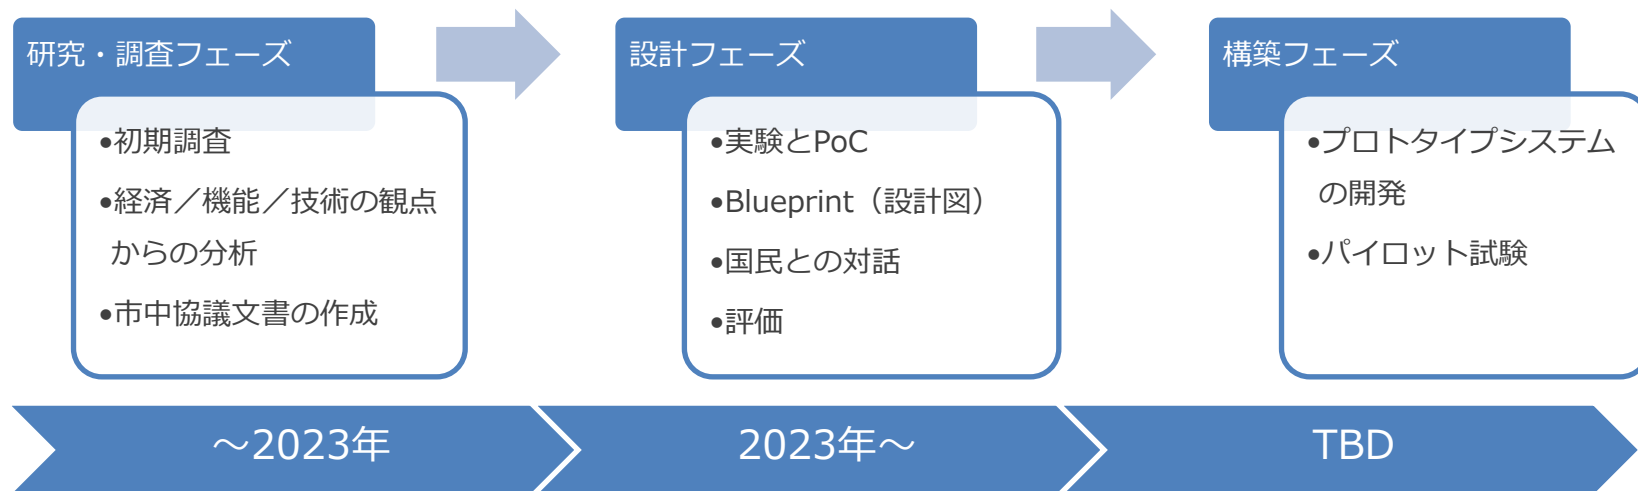 研究・調査フェーズ
•初期調査
•経済／機能／技術の観点
からの分析
•市中協議文書の作成
設計フェーズ
•実験とPoC
•Blueprint（設計図）
•国民との対話
•評価
構築フェーズ
•プロトタイプシステム
の開発
•パイロット試験
～2023年
2023年～
TBD